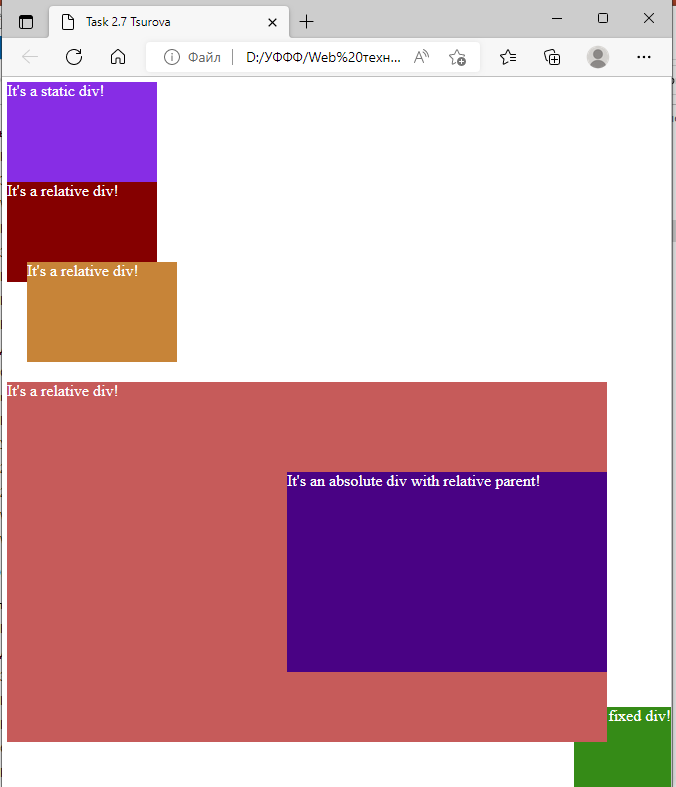 Task 2.7 Tsurova
Файл
D:/УФФФ/Web%20техн...
It's a static div!
It's a relative div!
It's a relative div!
It's a relative div!
It's an absolute div with relative parent!
fixed div!